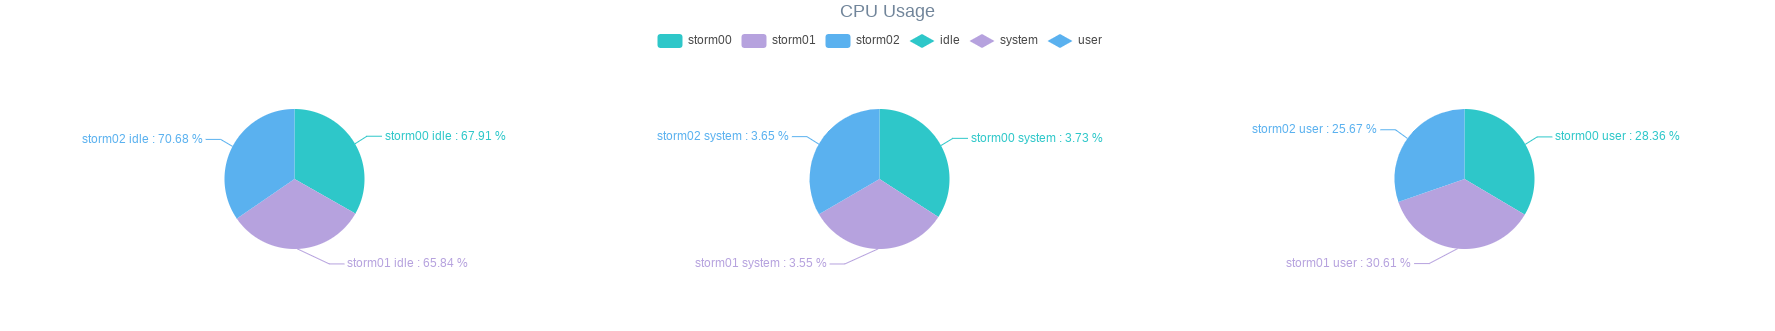 CPU Usage
storm00 storm01 storm02 idle system user
storm02 idle : 70.68 %
storm00 idle : 67.91 %
storm01 idle : 65.84 %
storm02 system : 3.65 %
storm00 system : 3.73 %
storm01 system : 3.55 %
storm02 user : 25.67 %
storm00 user : 28.36 %
storm01 user : 30.61 %